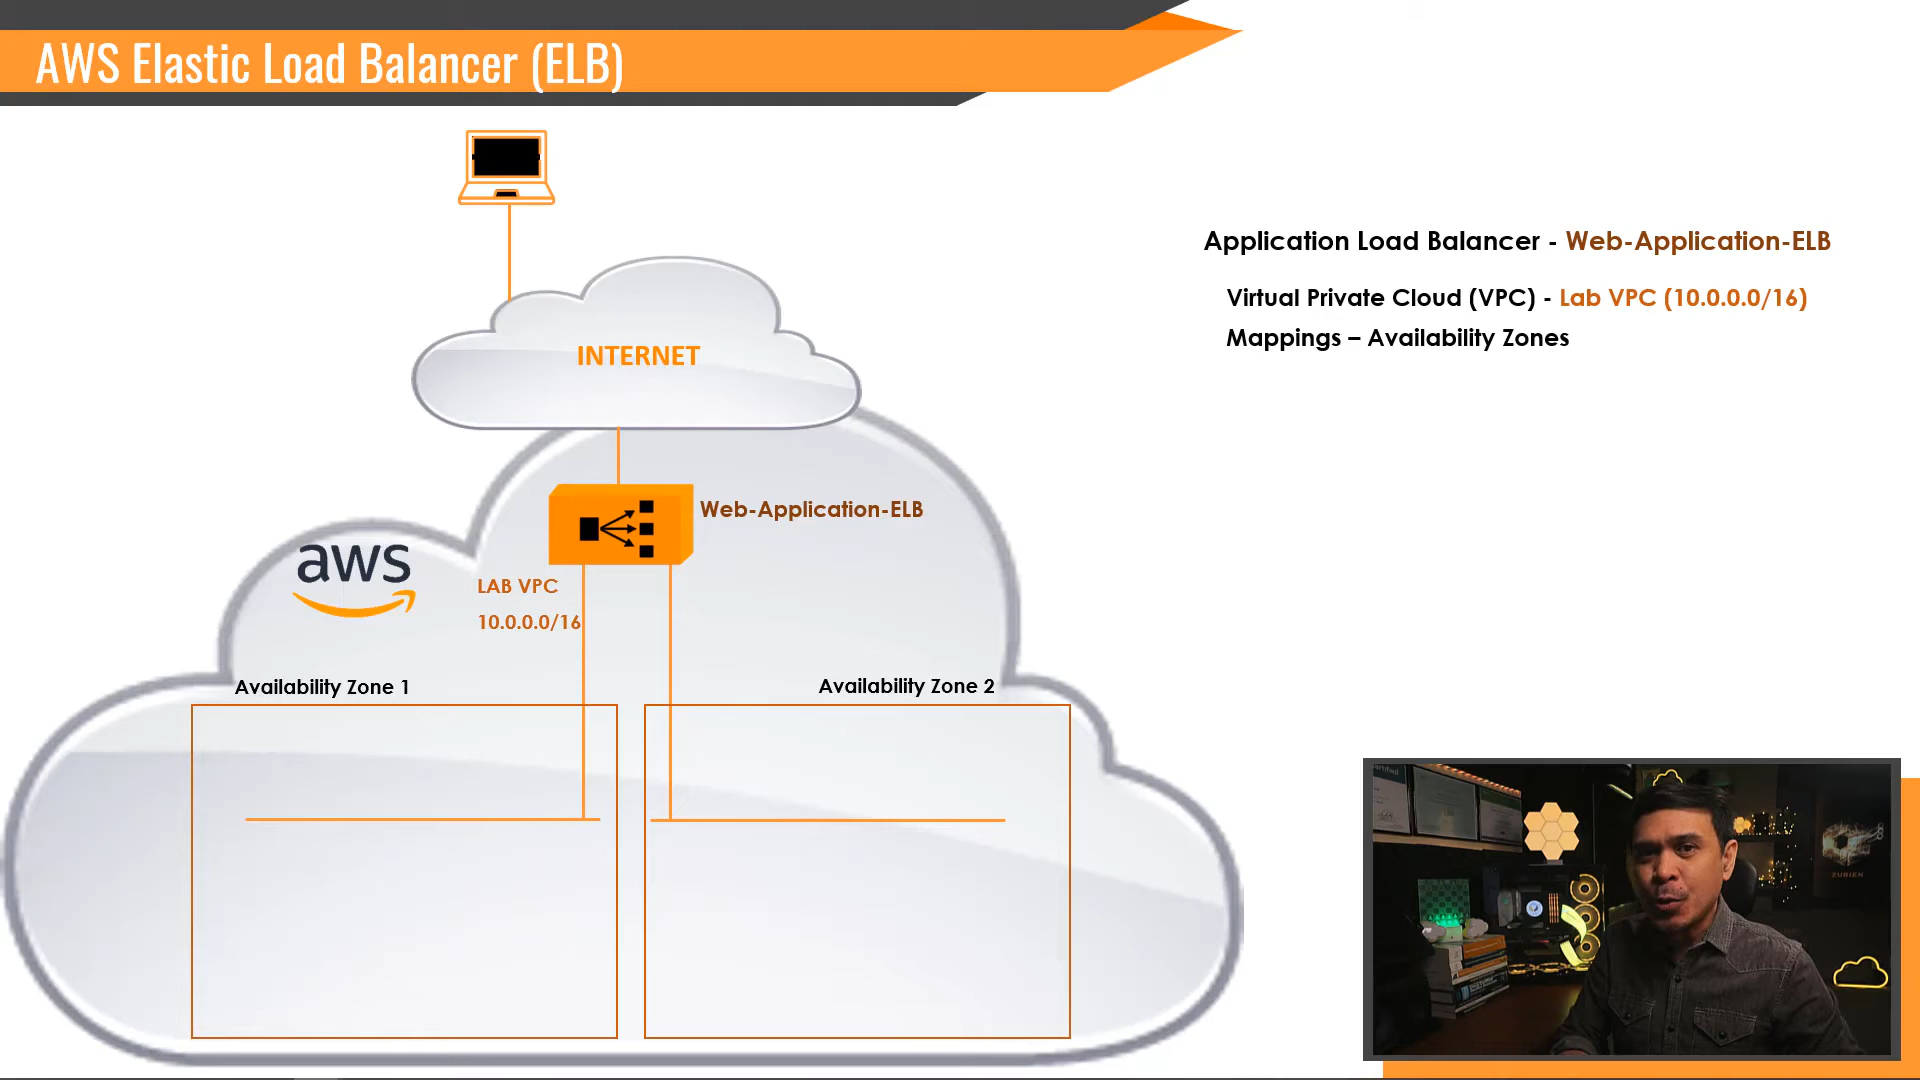 AWS Elastic Load Balancer (ELB)
Application Load Balancer - Web-Application-ELB
Virtual Private Cloud (VPC) - Lab VPC (10.0.0.0/16)
Mappings – Availability Zones
INTERNET
Web-Application-ELB
aws
LAB VPC
10.0.0.0/16
Availability Zone 1
Availability Zone 2
ZUBIEN